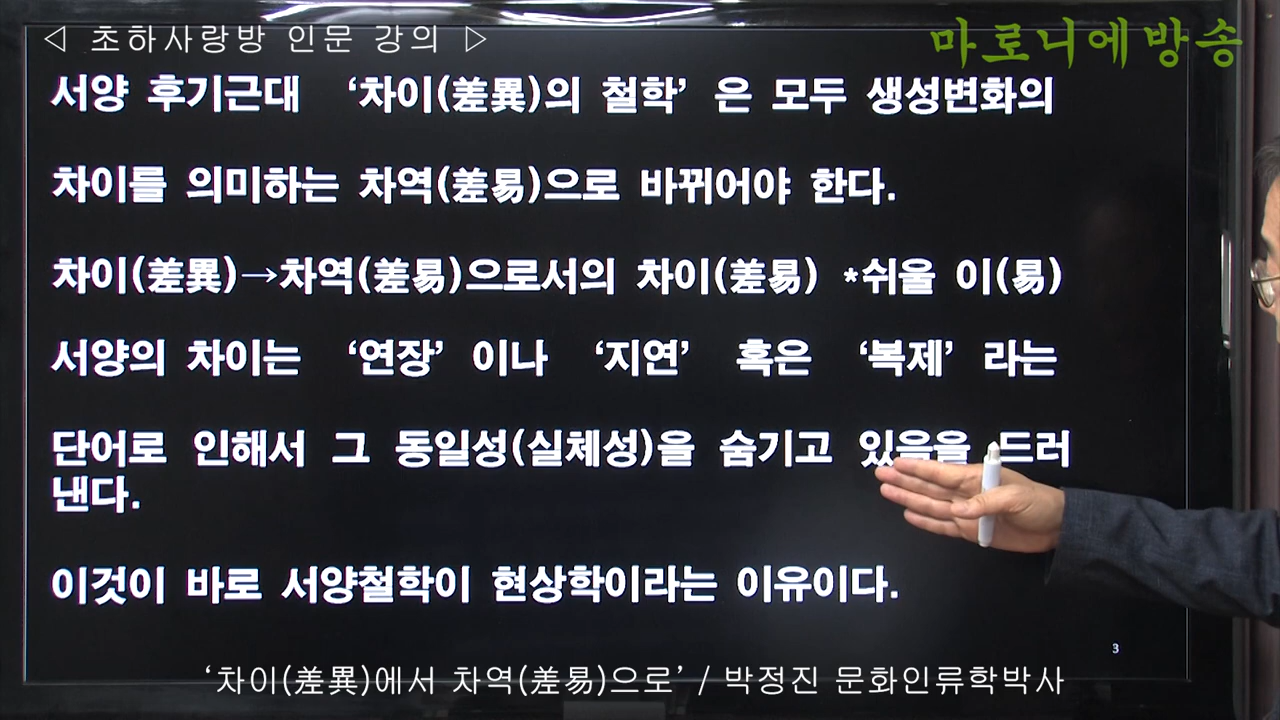 ◁ 초하사랑방 인문 강의 ▷
마로니에방송
서양 후기근대 ‘차이(差異)의 철학’ 은 모두 생성변화의
차이를 의미하는 차역(差易)으로 바뀌어야 한다.
차이(差異)→차역(差易)으로서의 차이(差易) *쉬울 이(易)
서양의 차이는 ‘연장’ 이나 ‘지연’ 혹은 ‘복제’ 라는
단어로 인해서 그 동일성(실체성)을 숨기고 있음을 드러
낸다.
이것이 바로 서양철학이 현상학이라는 이유이다.
3
‘차이(差異)에서 차역(差易)으로’ / 박정진 문화인류학박사